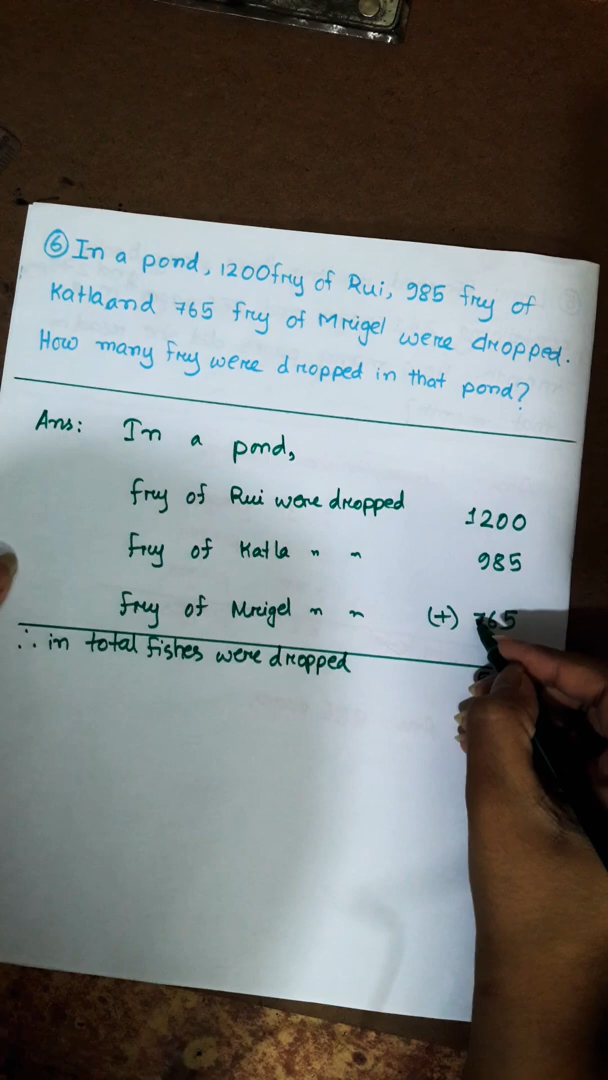 ⑥ In a pond, 1200 fry of Rui, 985 fry of
Katla and 765 fry of Mrigel were dropped.
How many fry were dropped in that pond?
Ans: In a pond,
fry of Rui were dropped 1200
fry of Katla " " 985
fry of Mrigel " " (+) 765
∴ in total fishes were dropped